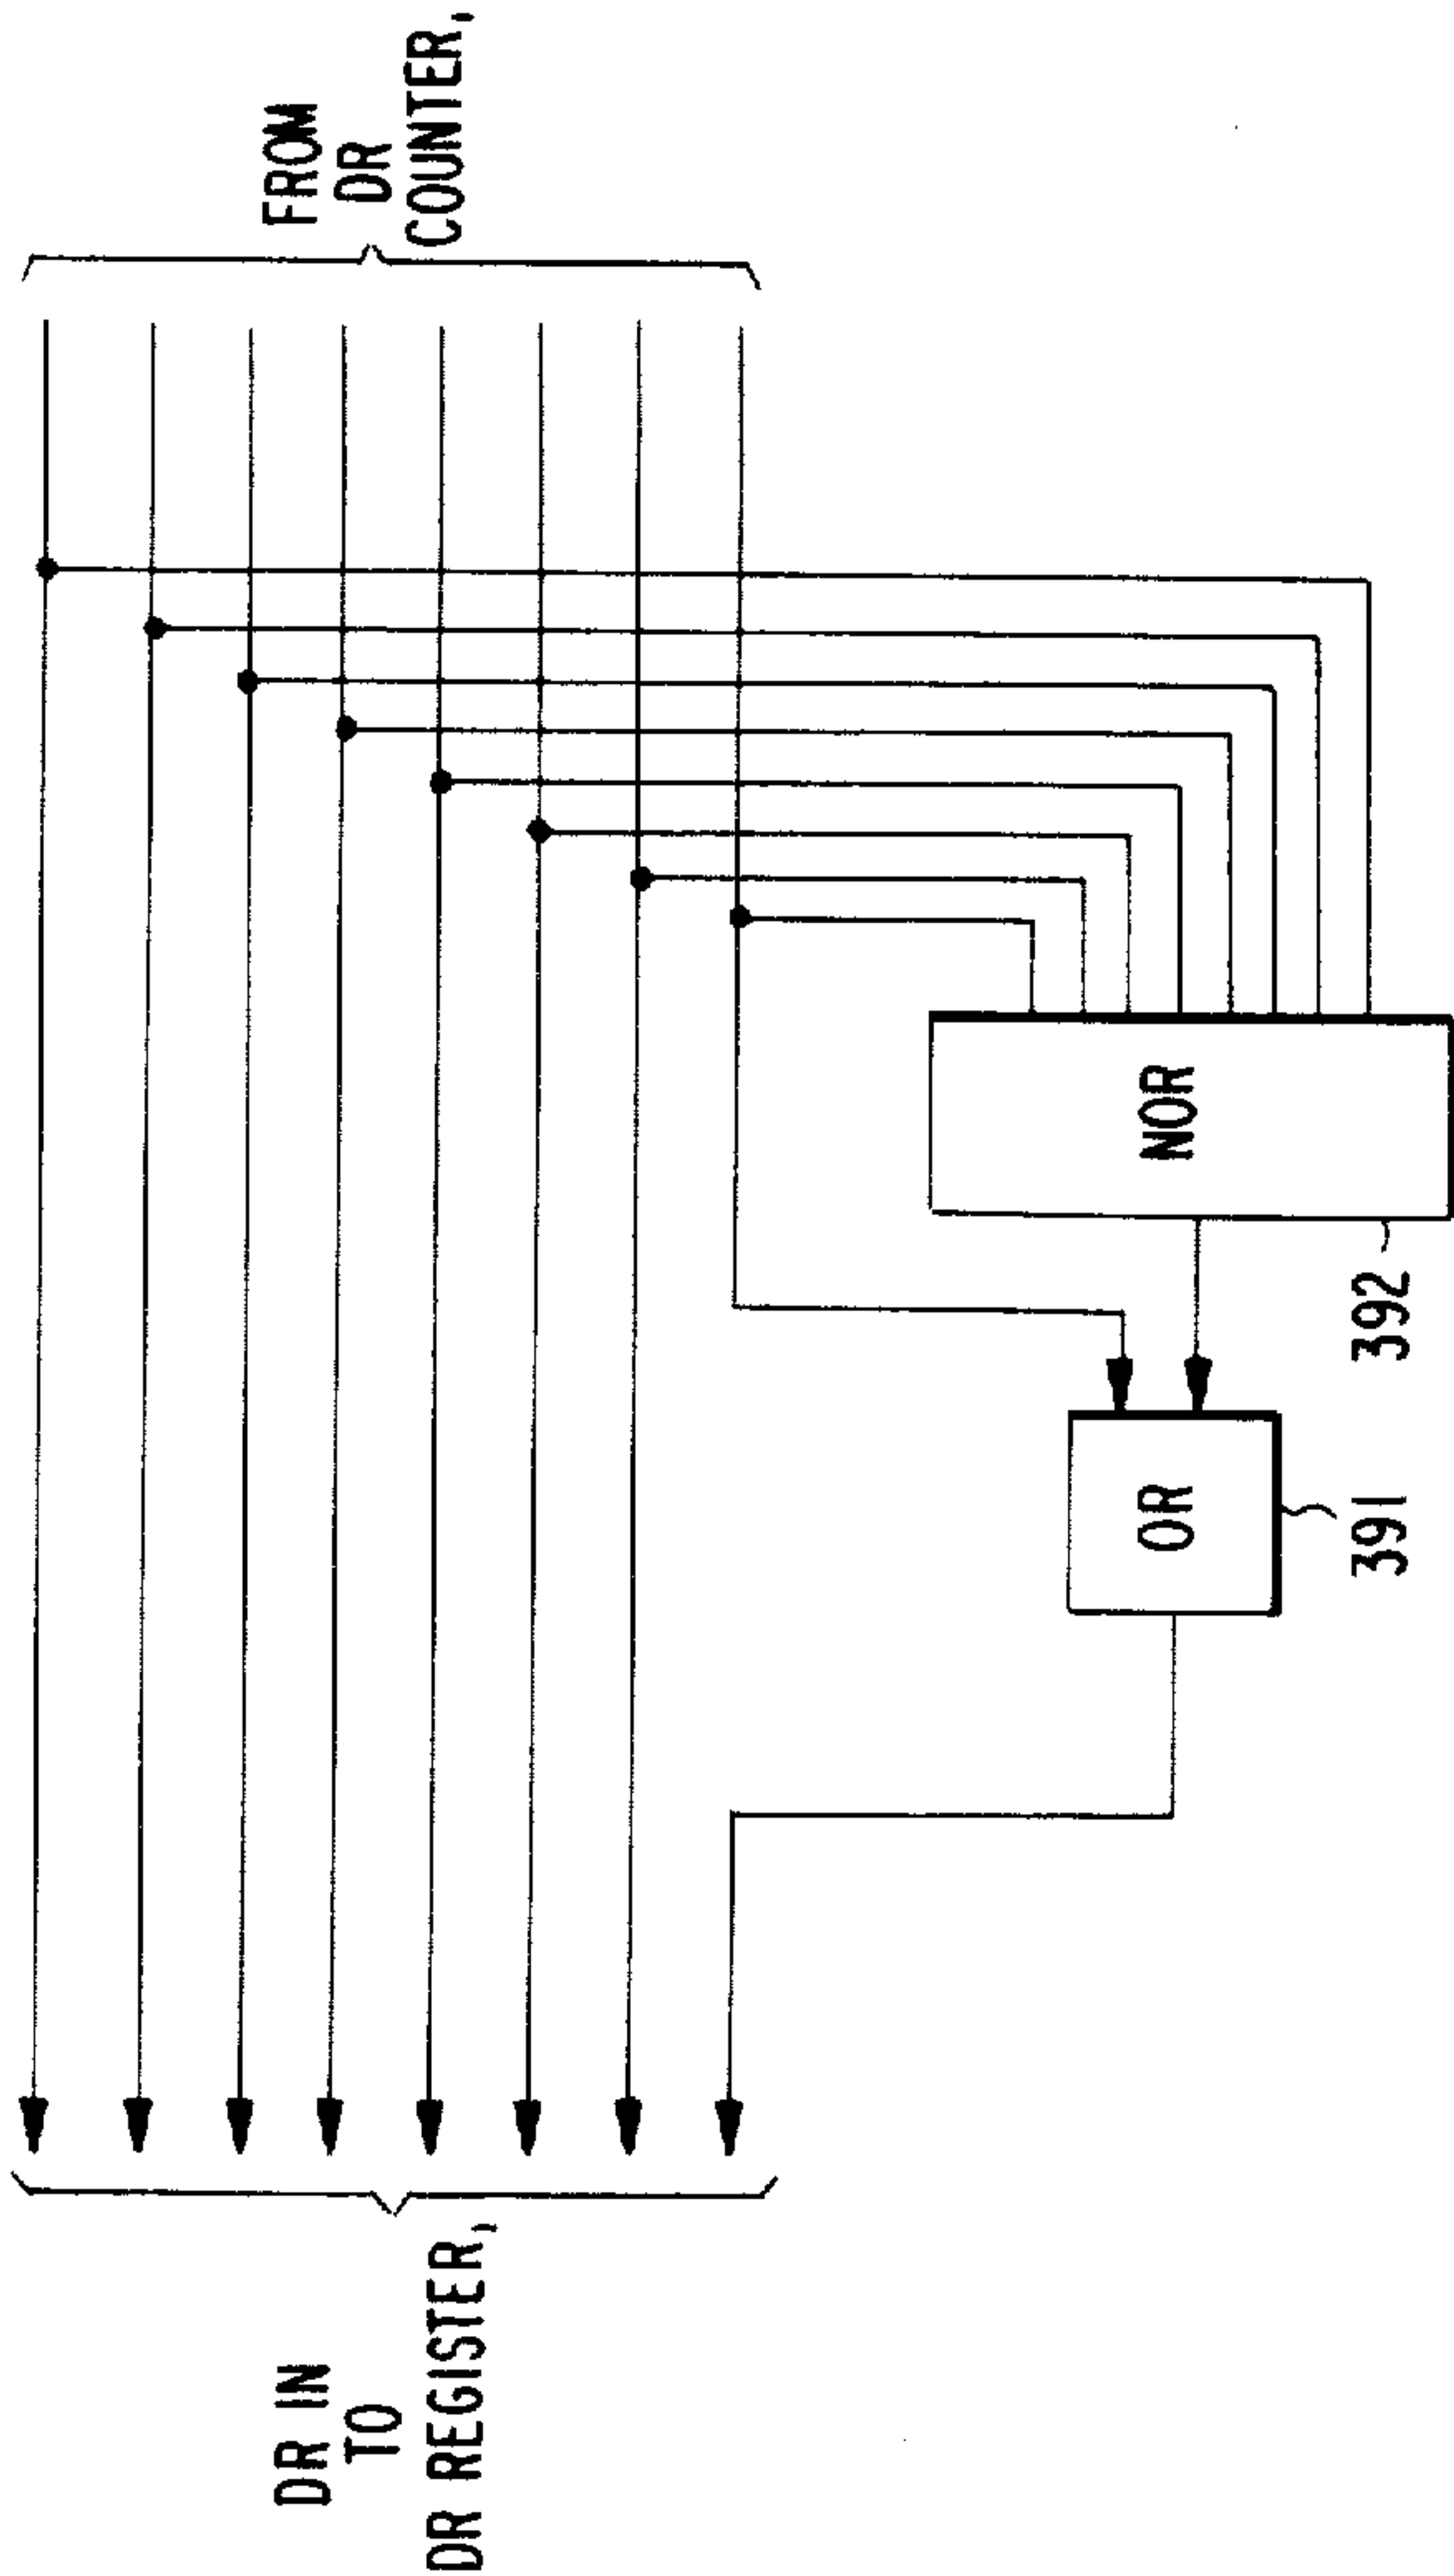 FROM
DR
COUNTER,
NOR
392
OR
391
DR IN
TO
DR REGISTER,